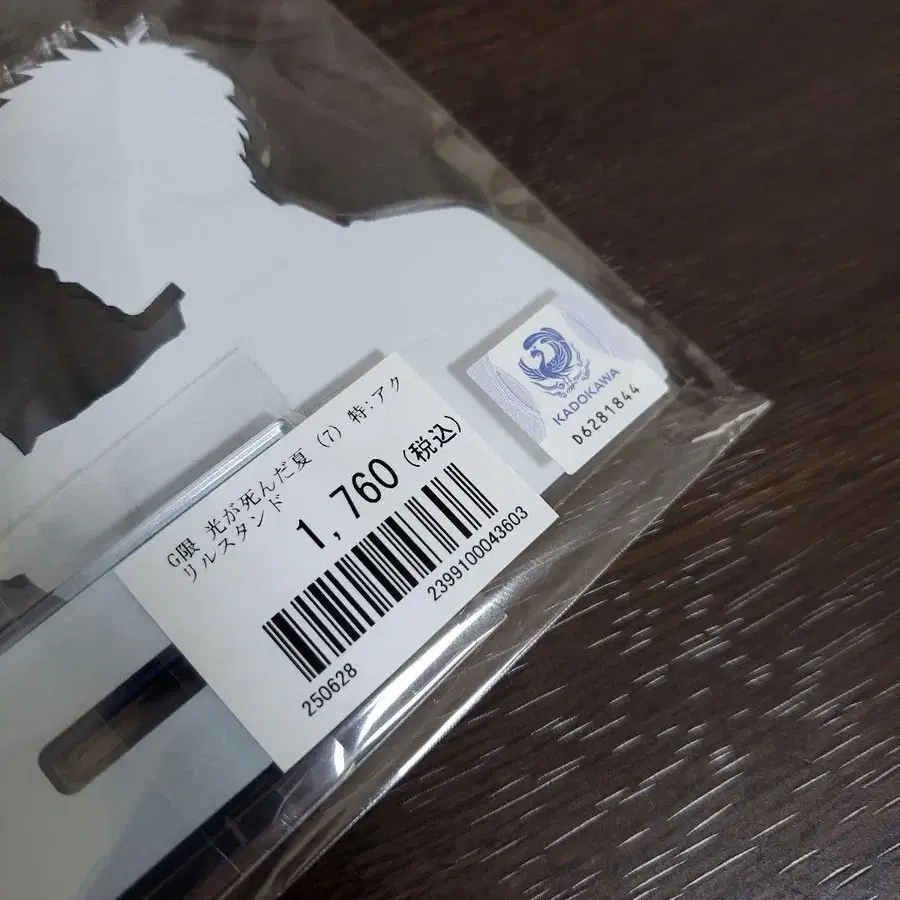 G限 光が死んだ夏 (7) 特:アク
リルスタンド
1,760 (税込)
2399100043603
250628
KADOKAWA
D6281844